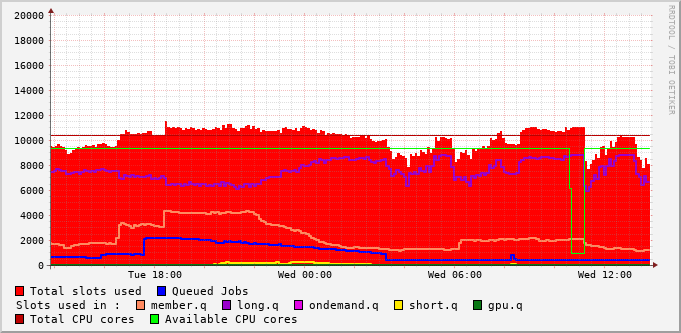 RRDTOOL / TOBI OETIKER
20000
18000
16000
14000
12000
10000
8000
6000
4000
2000
0
Tue 18:00 Wed 00:00 Wed 06:00 Wed 12:00
Total slots used Queued Jobs
Slots used in : member.q long.q ondemand.q short.q gpu.q
Total CPU cores Available CPU cores